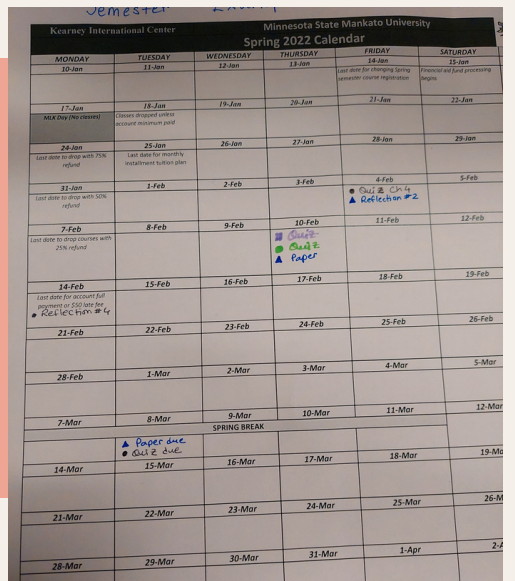 Semester
Kearney International Center
Minnesota State Mankato University
Spring 2022 Calendar
MONDAY TUESDAY WEDNESDAY THURSDAY FRIDAY SATURDAY
10-Jan 11-Jan 12-Jan 13-Jan 14-Jan 15-Jan
Last date for changing Spring semester course registration
Financial aid fund processing begins
17-Jan 18-Jan 19-Jan 20-Jan 21-Jan 22-Jan
MLK Day (No classes)
Classes dropped unless account minimum paid
24-Jan 25-Jan 26-Jan 27-Jan 28-Jan 29-Jan
Last date to drop with 75% refund
Last date for monthly installment tuition plan
31-Jan 1-Feb 2-Feb 3-Feb 4-Feb 5-Feb
Last date to drop with 50% refund
Quiz Ch4
Reflection #2
7-Feb 8-Feb 9-Feb 10-Feb 11-Feb 12-Feb
Last date to drop courses with 25% refund
Quiz
Quiz
Paper
14-Feb 15-Feb 16-Feb 17-Feb 18-Feb 19-Feb
Last date for account full payment or $50 late fee
Reflection #4
21-Feb 22-Feb 23-Feb 24-Feb 25-Feb 26-Feb
28-Feb 1-Mar 2-Mar 3-Mar 4-Mar 5-Mar
7-Mar 8-Mar 9-Mar 10-Mar 11-Mar 12-Mar
SPRING BREAK
Paper due
Quiz due
14-Mar 15-Mar 16-Mar 17-Mar 18-Mar
21-Mar 22-Mar 23-Mar 24-Mar 25-Mar
28-Mar 29-Mar 30-Mar 31-Mar 1-Apr